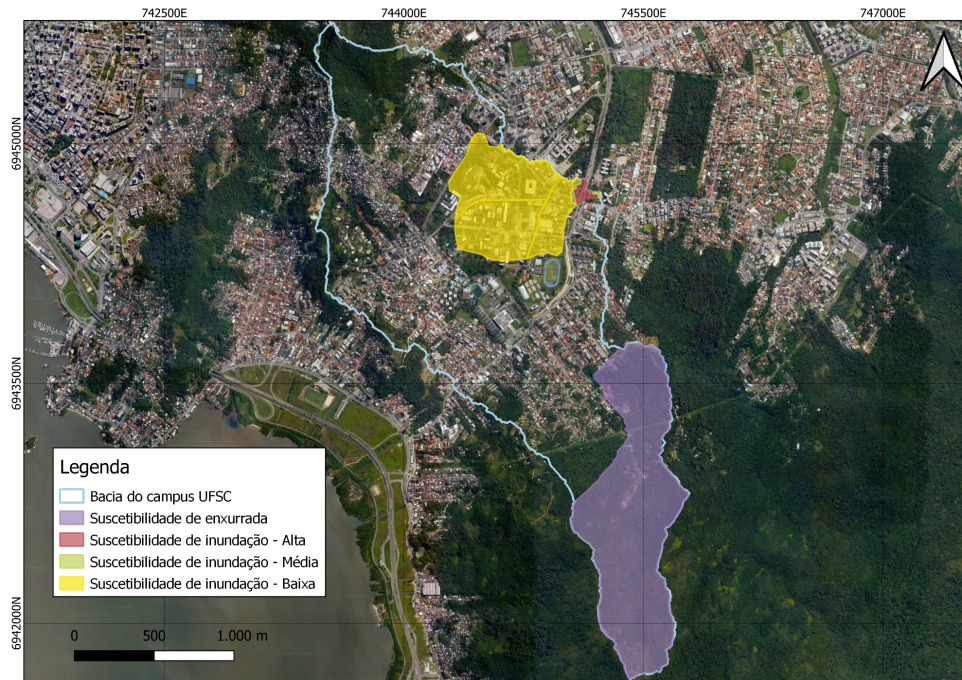 742500E 744000E 745500E 747000E
6945000N
6943500N
6942000N
Legenda
Bacia do campus UFSC
Suscetibilidade de enxurrada
Suscetibilidade de inundação - Alta
Suscetibilidade de inundação - Média
Suscetibilidade de inundação - Baixa
0 500 1.000 m